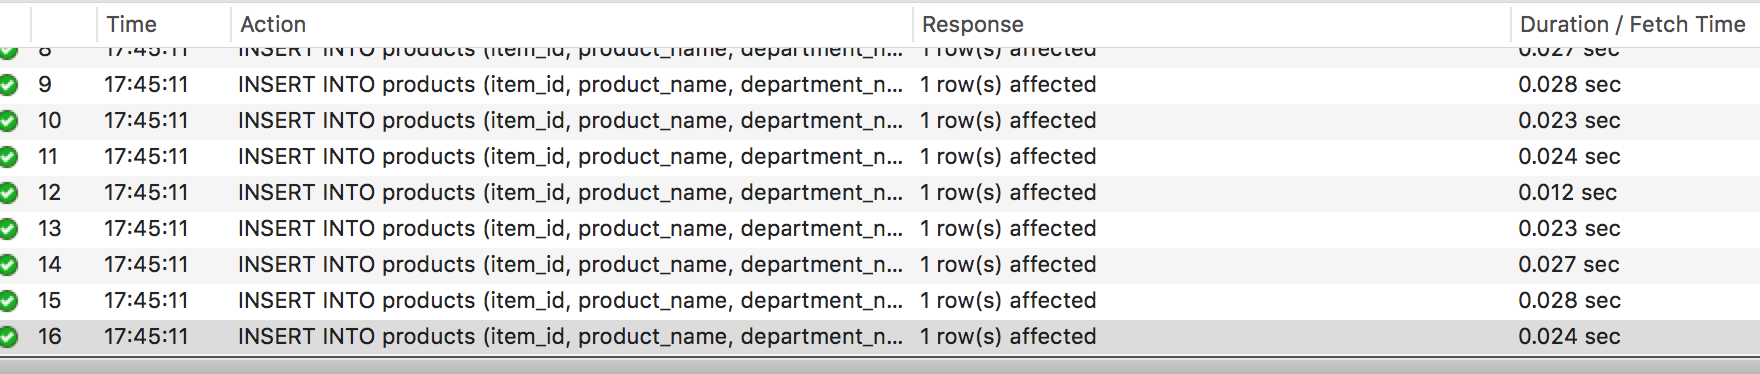 Time Action Response Duration / Fetch Time
8 17:45:11 INSERT INTO products (item_id, product_name, department_n... 1 row(s) affected 0.027 sec
9 17:45:11 INSERT INTO products (item_id, product_name, department_n... 1 row(s) affected 0.028 sec
10 17:45:11 INSERT INTO products (item_id, product_name, department_n... 1 row(s) affected 0.023 sec
11 17:45:11 INSERT INTO products (item_id, product_name, department_n... 1 row(s) affected 0.024 sec
12 17:45:11 INSERT INTO products (item_id, product_name, department_n... 1 row(s) affected 0.012 sec
13 17:45:11 INSERT INTO products (item_id, product_name, department_n... 1 row(s) affected 0.023 sec
14 17:45:11 INSERT INTO products (item_id, product_name, department_n... 1 row(s) affected 0.027 sec
15 17:45:11 INSERT INTO products (item_id, product_name, department_n... 1 row(s) affected 0.028 sec
16 17:45:11 INSERT INTO products (item_id, product_name, department_n... 1 row(s) affected 0.024 sec